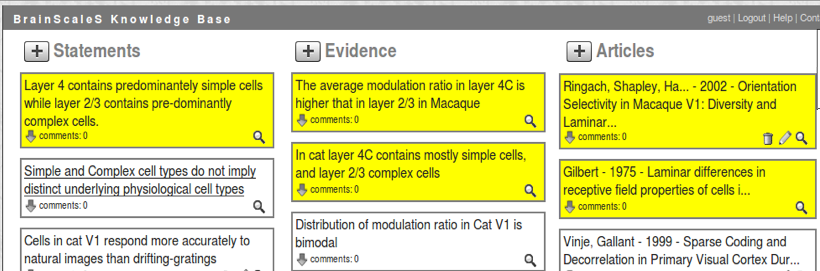 BrainScaleS Knowledge Base
guest | Logout | Help | Cont
+ Statements
Layer 4 contains predominantely simple cells
while layer 2/3 contains pre-dominantly
complex cells.
comments: 0
Simple and Complex cell types do not imply
distinct underlying physiological cell types
comments: 0
Cells in cat V1 respond more accurately to
natural images than drifting-gratings
+ Evidence
The average modulation ratio in layer 4C is
higher that in layer 2/3 in Macaque
comments: 0
In cat layer 4C contains mostly simple cells,
and layer 2/3 complex cells
comments: 0
Distribution of modulation ratio in Cat V1 is
bimodal
comments: 0
+ Articles
Ringach, Shapley, Ha... - 2002 - Orientation
Selectivity in Macaque V1: Diversity and
Laminar...
comments: 0
Gilbert - 1975 - Laminar differences in
receptive field properties of cells i...
comments: 0
Vinje, Gallant - 1999 - Sparse Coding and
Decorrelation in Primary Visual Cortex Dur...